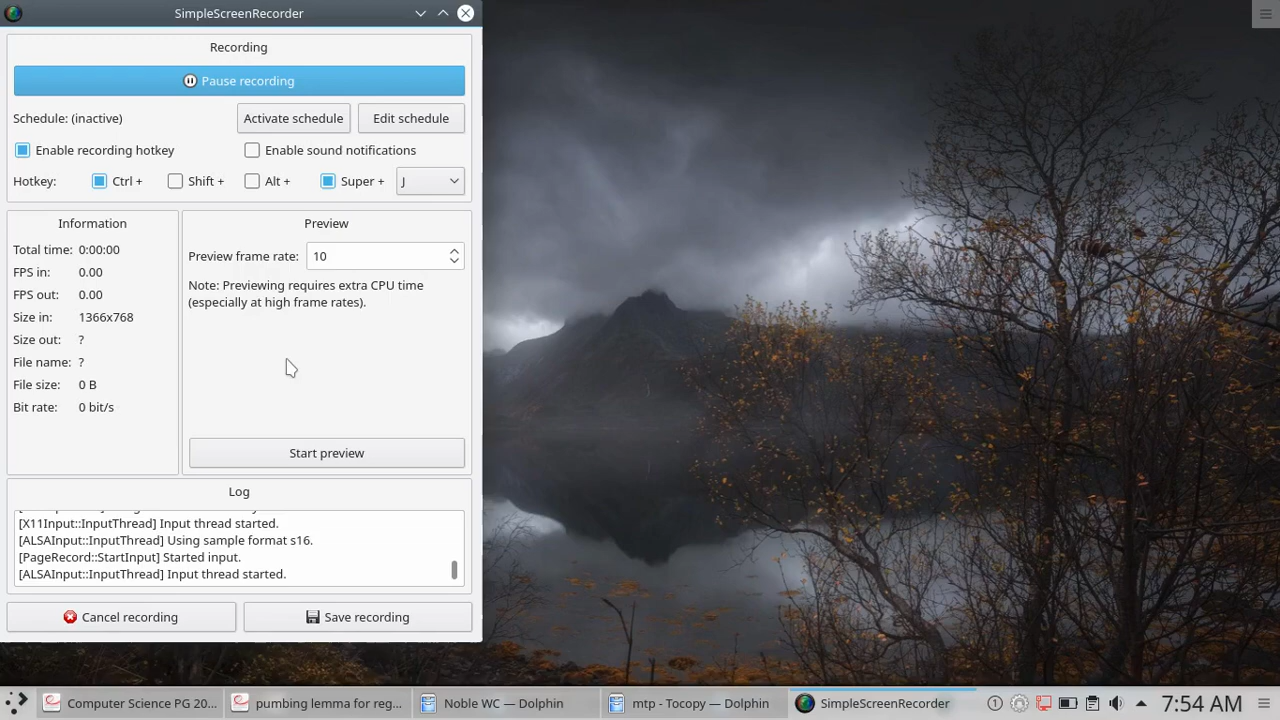 SimpleScreenRecorder
Recording
Pause recording
Schedule: (inactive)
Activate schedule
Edit schedule
Enable recording hotkey
Enable sound notifications
Hotkey:
Ctrl +
Shift +
Alt +
Super +
J
Information
Total time: 0:00:00
FPS in: 0.00
FPS out: 0.00
Size in: 1366x768
Size out: ?
File name: ?
File size: 0 B
Bit rate: 0 bit/s
Preview
Preview frame rate: 10
Note: Previewing requires extra CPU time
(especially at high frame rates).
Start preview
Log
[X11Input::InputThread] Input thread started.
[ALSAInput::InputThread] Using sample format s16.
[PageRecord::StartInput] Started input.
[ALSAInput::InputThread] Input thread started.
Cancel recording
Save recording
Computer Science PG 20...
pumbing lemma for reg...
Noble WC — Dolphin
mtp - Tocopy — Dolphin
SimpleScreenRecorder
1
7:54 AM